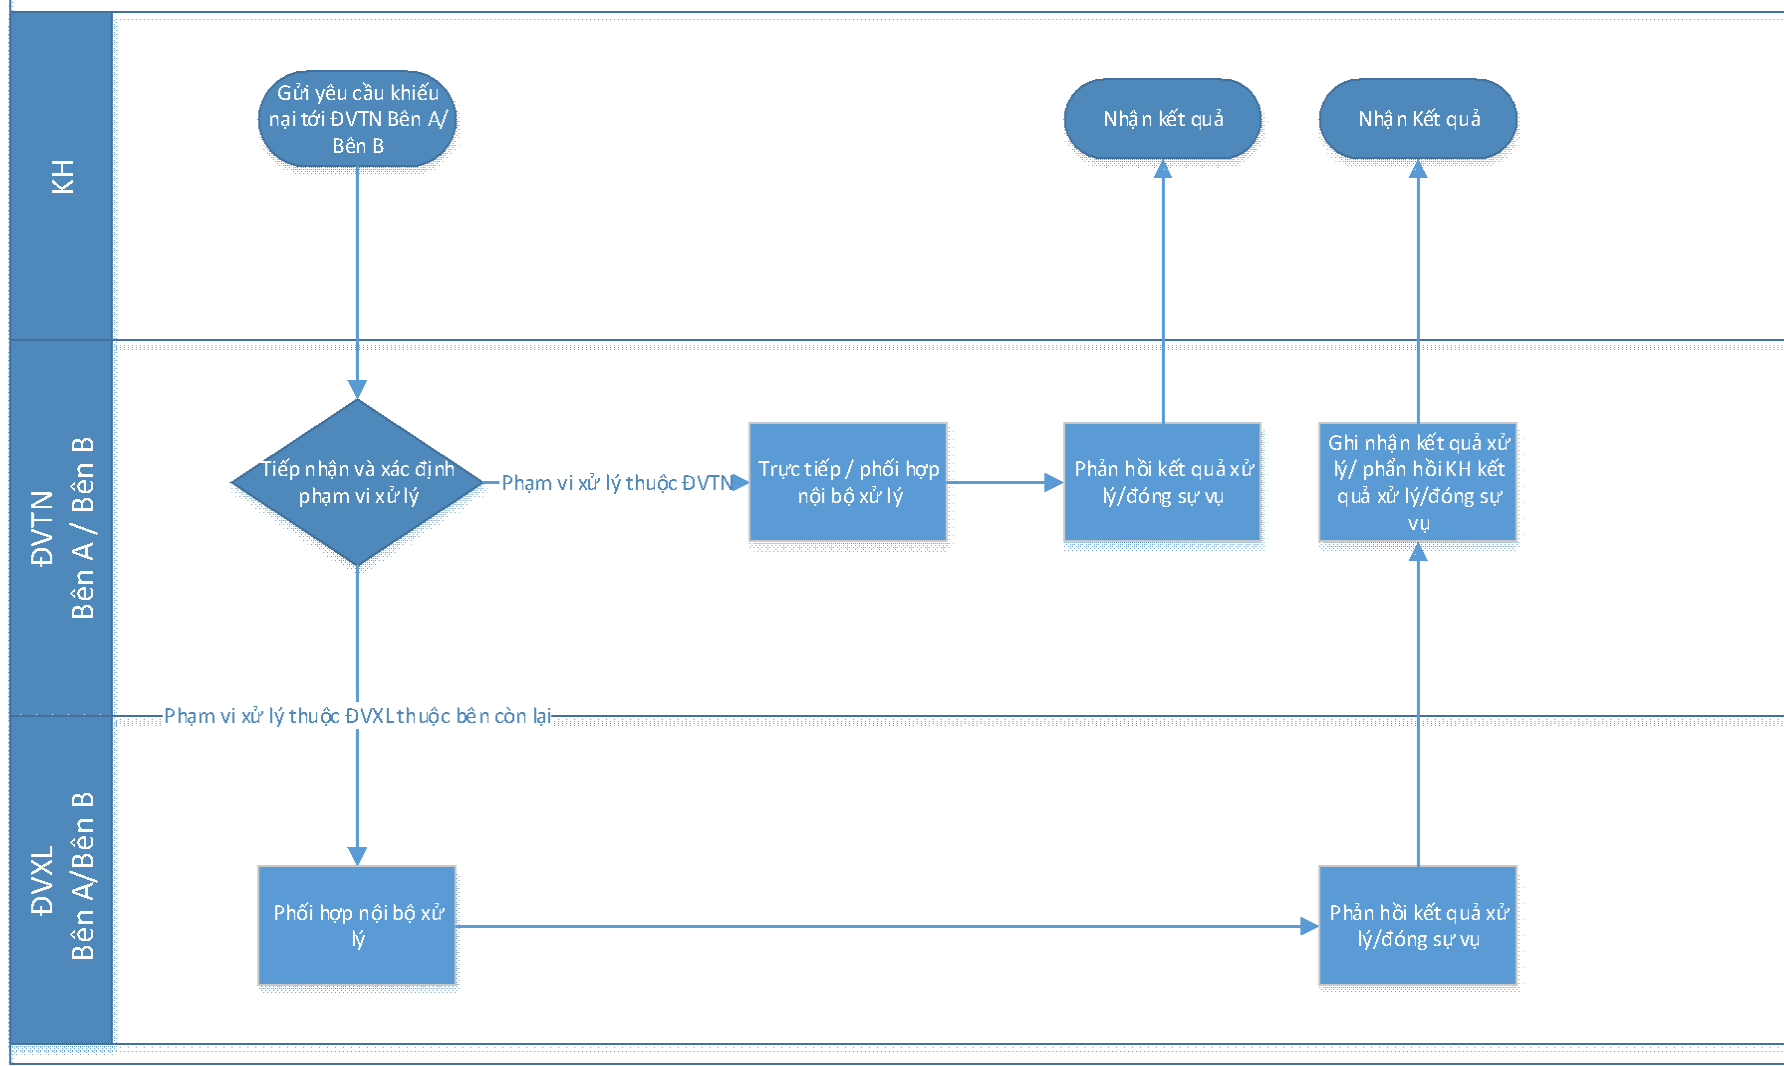 KH
Gửi yêu cầu khiếu
nại tới ĐVTN Bên A/
Bên B
Nhận kết quả
Nhận Kết quả
ĐVTN
Bên A / Bên B
Tiếp nhận và xác định
phạm vi xử lý
Phạm vi xử lý thuộc ĐVTN
Trực tiếp / phối hợp
nội bộ xử lý
Phản hồi kết quả xử
lý/đóng sự vụ
Ghi nhận kết quả xử
lý/ phẩn hồi KH kết
quả xử lý/đóng sự
vụ
Phạm vi xử lý thuộc ĐVXL thuộc bên còn lại
ĐVXL
Bên A/Bên B
Phối hợp nội bộ xử
lý
Phản hồi kết quả xử
lý/đóng sự vụ